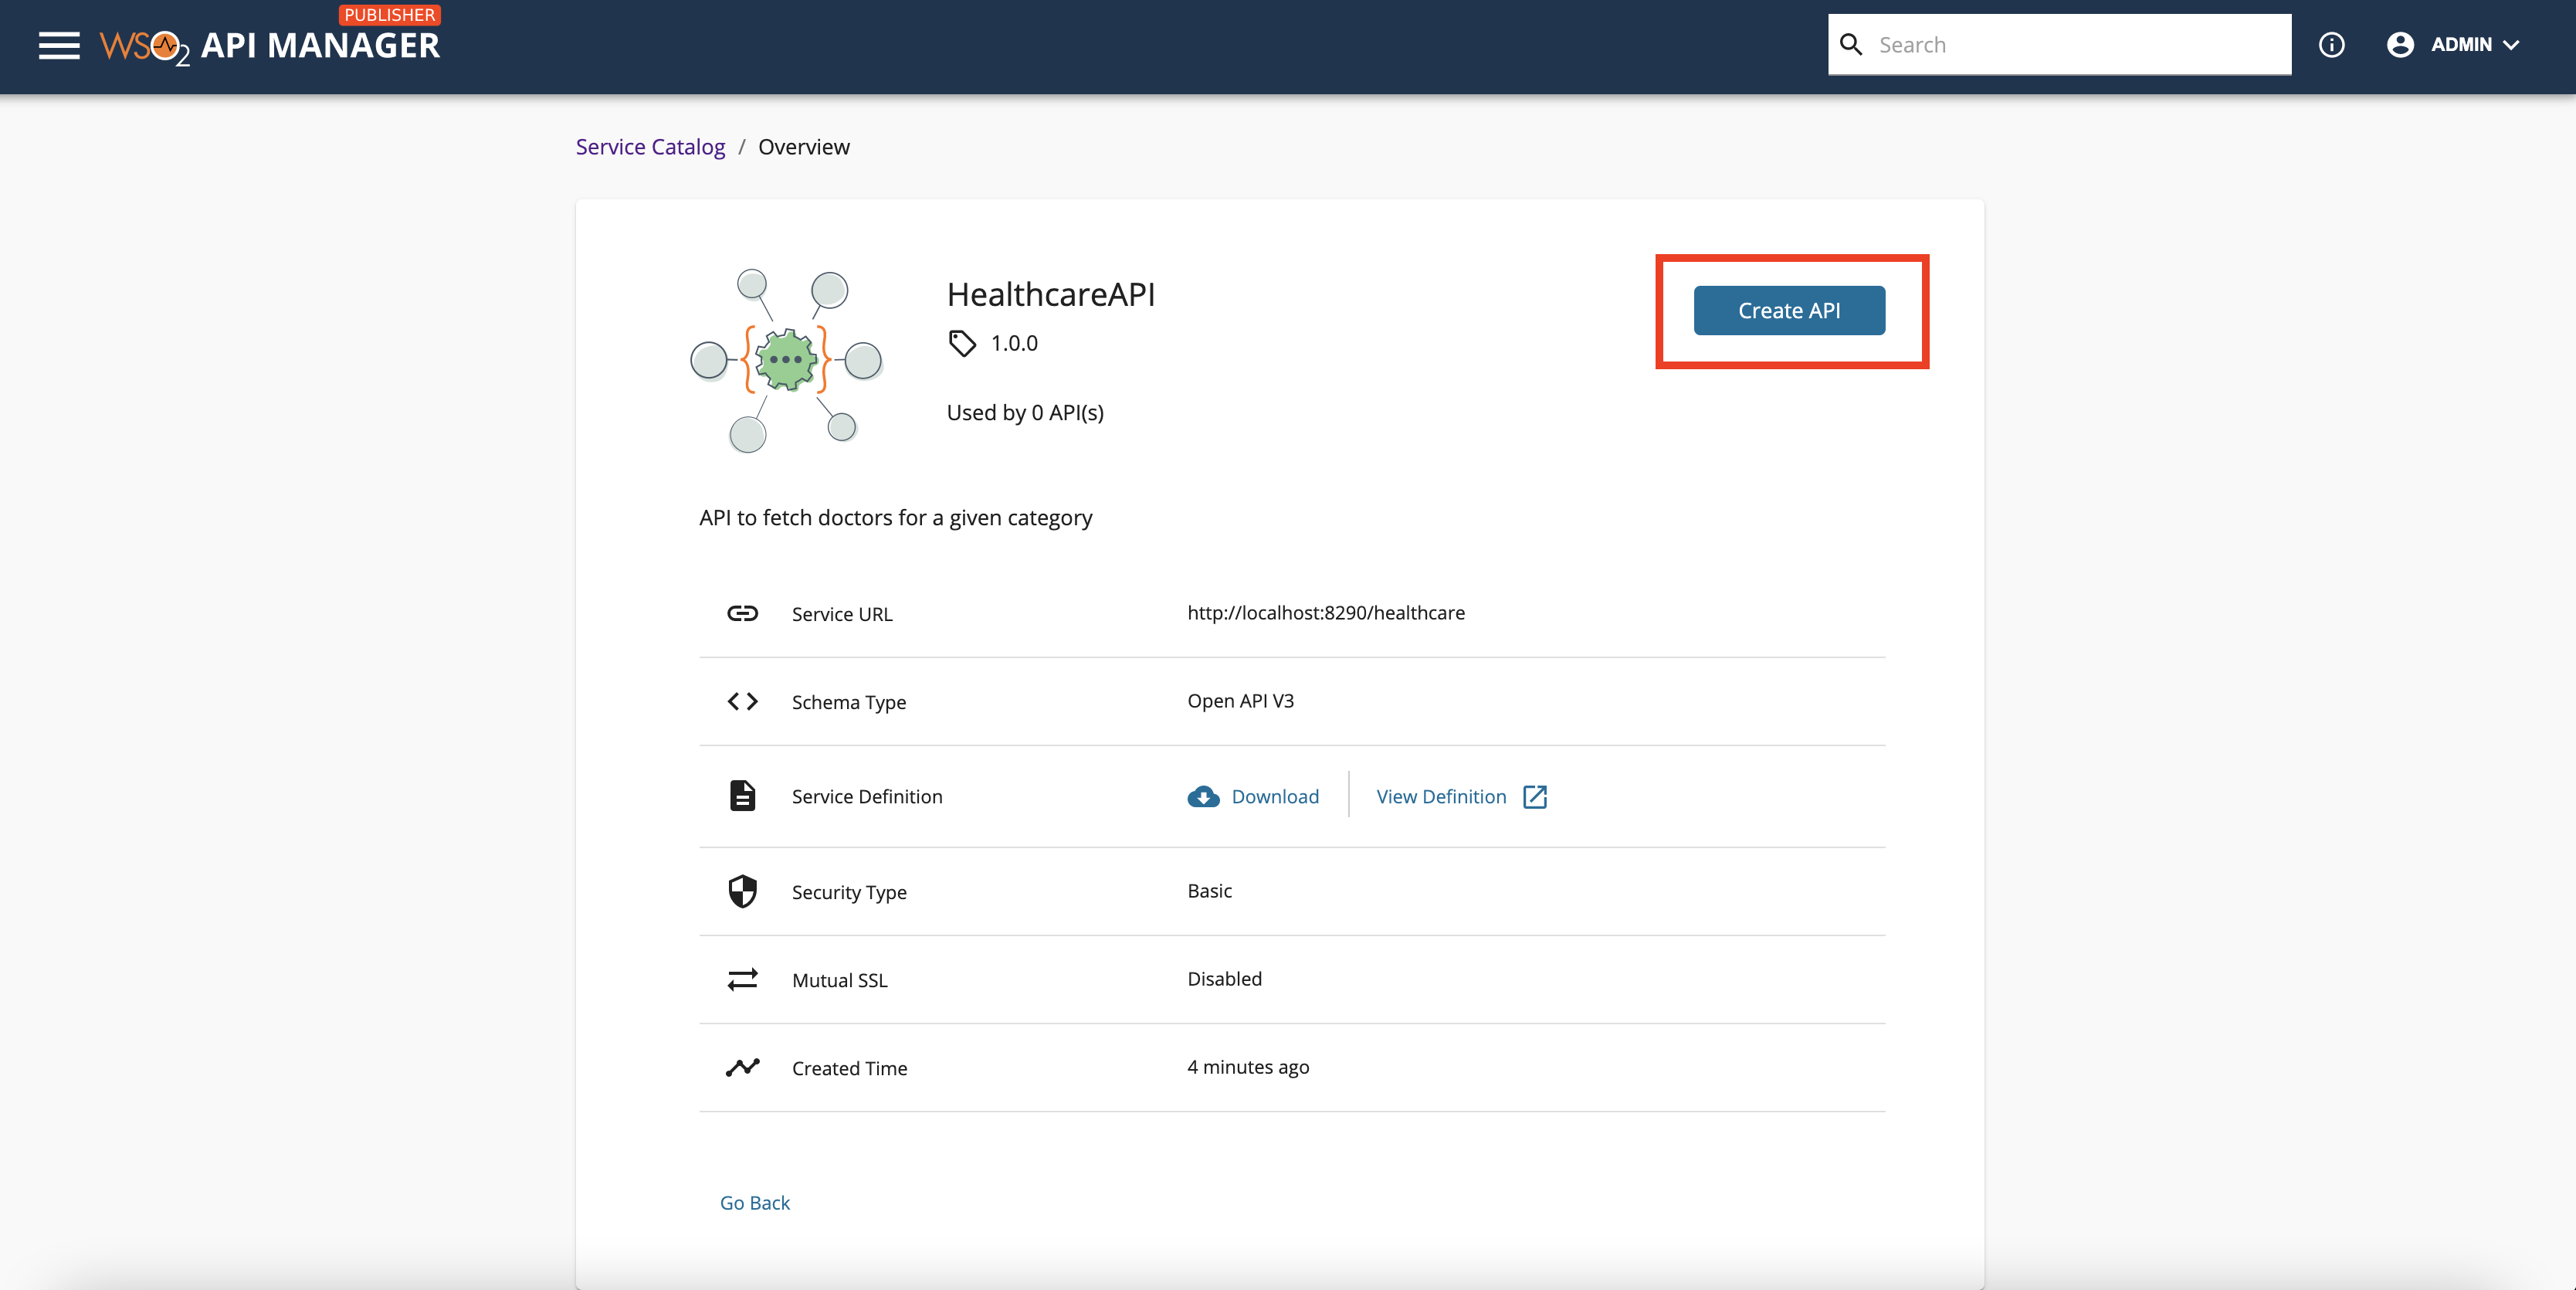 PUBLISHER
WSO2 API MANAGER
Search
ADMIN
Service Catalog / Overview
HealthcareAPI
Create API
1.0.0
Used by 0 API(s)
API to fetch doctors for a given category
Service URL http://localhost:8290/healthcare
Schema Type Open API V3
Service Definition Download View Definition
Security Type Basic
Mutual SSL Disabled
Created Time 4 minutes ago
Go Back